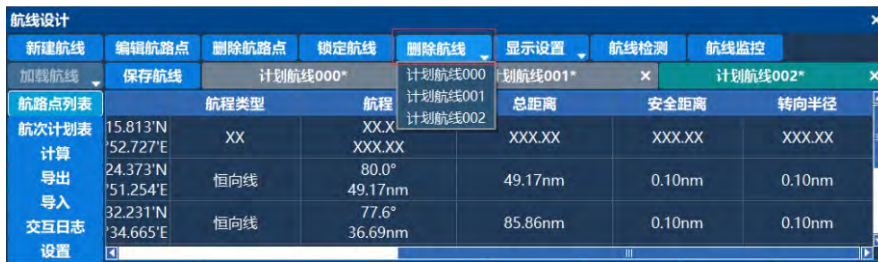 航线设计 ×
新建航线 编辑航路点 删除航路点 锁定航线 删除航线 显示设置 航线检测 航线监控
加载航线 保存航线 计划航线000* 计划航线000 计划航线001* × 计划航线002* ×
计划航线001
计划航线002
航路点列表 航程类型 航程 总距离 安全距离 转向半径
航次计划表
计算
导出
导入
交互日志
设置
15.813'N
°52.727'E XX XX.X
XXX.XX XXX.XX XXX.XX XXX.XX
24.373'N
°51.254'E 恒向线 80.0°
49.17nm 49.17nm 0.10nm 0.10nm
32.231'N
°34.665'E 恒向线 77.6°
36.69nm 85.86nm 0.10nm 0.10nm